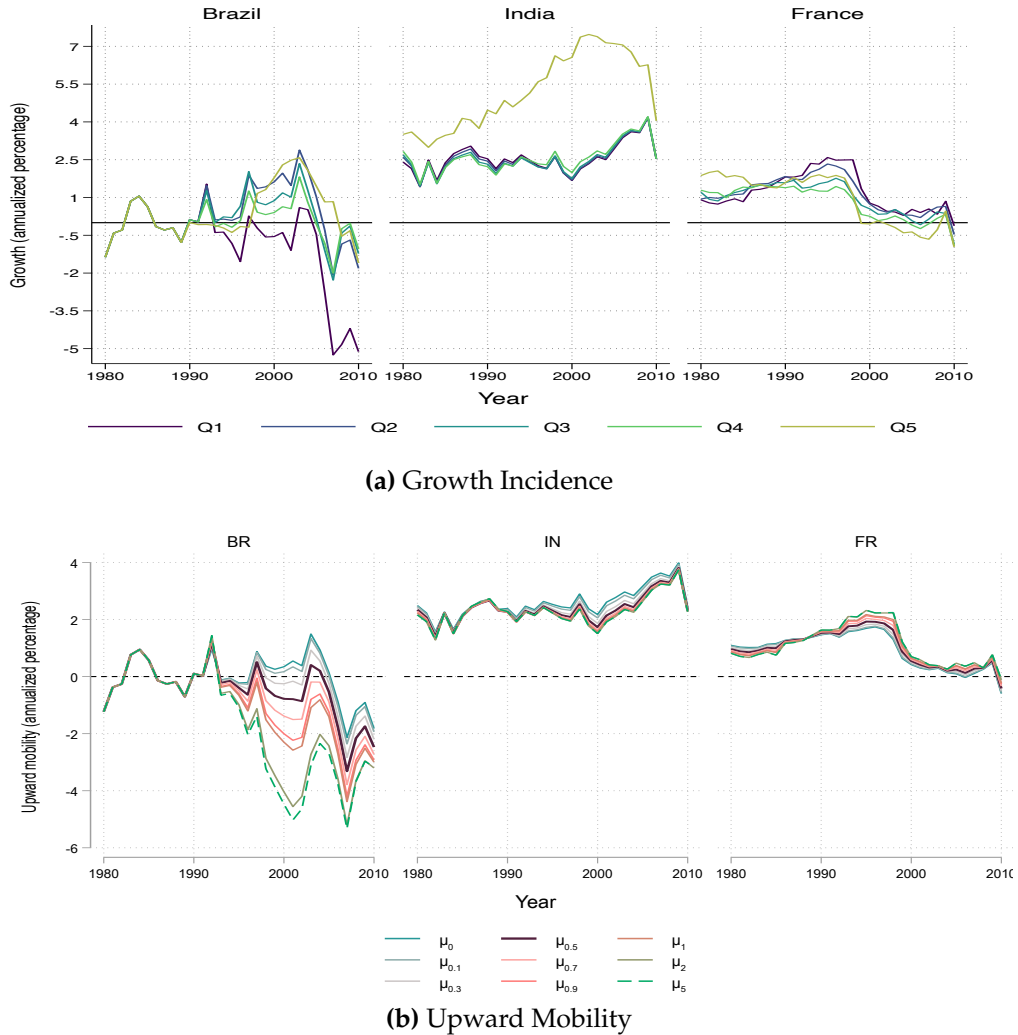 Brazil India France
Growth (annualized percentage)
7
5.5
4
2.5
1
-.5
-2
-3.5
-5
1980 1990 2000 2010 1980 1990 2000 2010 1980 1990 2000 2010
Year
Q1 Q2 Q3 Q4 Q5
(a) Growth Incidence
BR IN FR
Upward mobility (annualized percentage)
4
2
0
-2
-4
-6
1980 1990 2000 2010 1980 1990 2000 2010 1980 1990 2000 2010
Year
μ0 μ0.5 μ1
μ0.1 μ0.7 μ2
μ0.3 μ0.9 μ5
(b) Upward Mobility